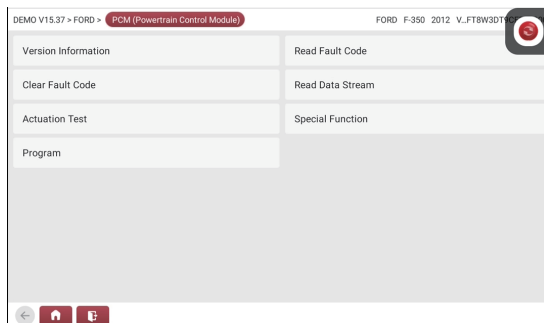 DEMO V15.37 > FORD > PCM (Powertrain Control Module) FORD F-350 2012
Version Information Read Fault Code
Clear Fault Code Read Data Stream
Actuation Test Special Function
Program